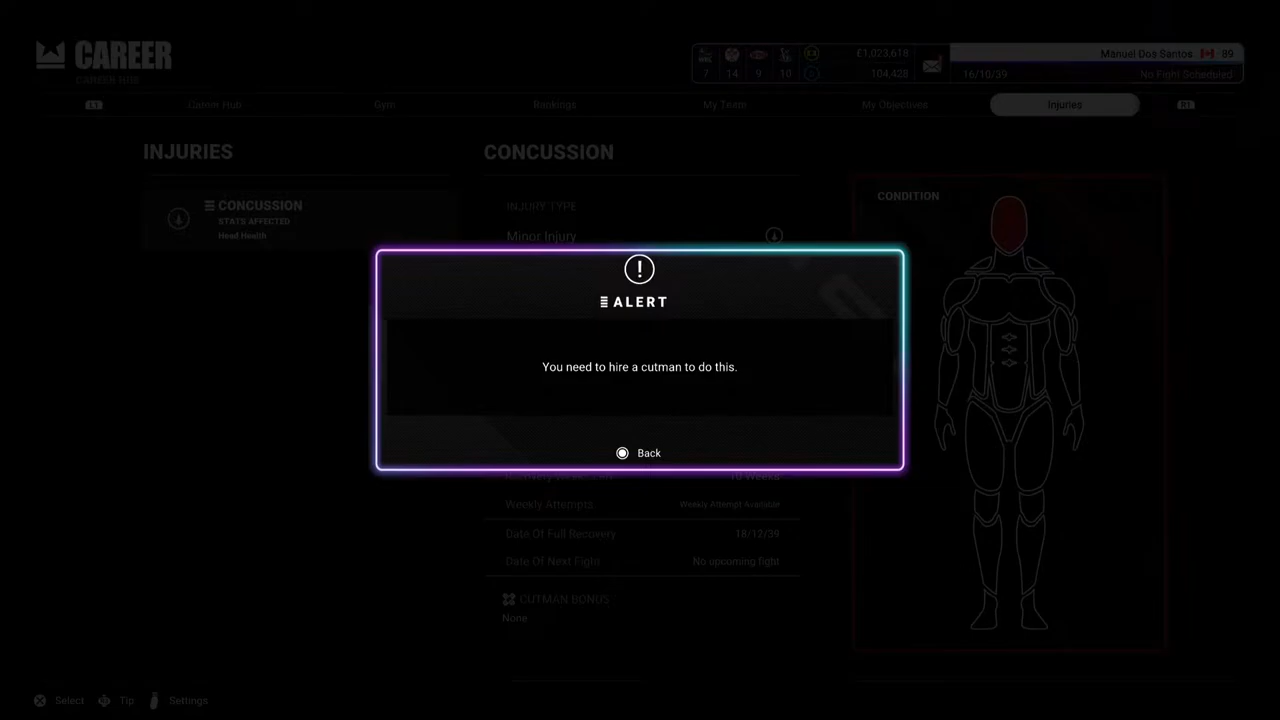 CAREER
CAREER HUB
7 14 9 10
£1,023,618
104,428
Manuel Dos Santos 89
16/10/39 No Fight Scheduled
L1 Career Hub Gym Rankings My Team My Objectives Injuries R1
INJURIES
CONCUSSION
STATS AFFECTED
Head Health
CONCUSSION
INJURY TYPE
Minor Injury
CONDITION
ALERT
You need to hire a cutman to do this.
Back
10 Weeks
Weekly Attempts Weekly Attempt Available
Date Of Full Recovery 18/12/39
Date Of Next Fight No upcoming fight
CUTMAN BONUS
None
Select Tip Settings